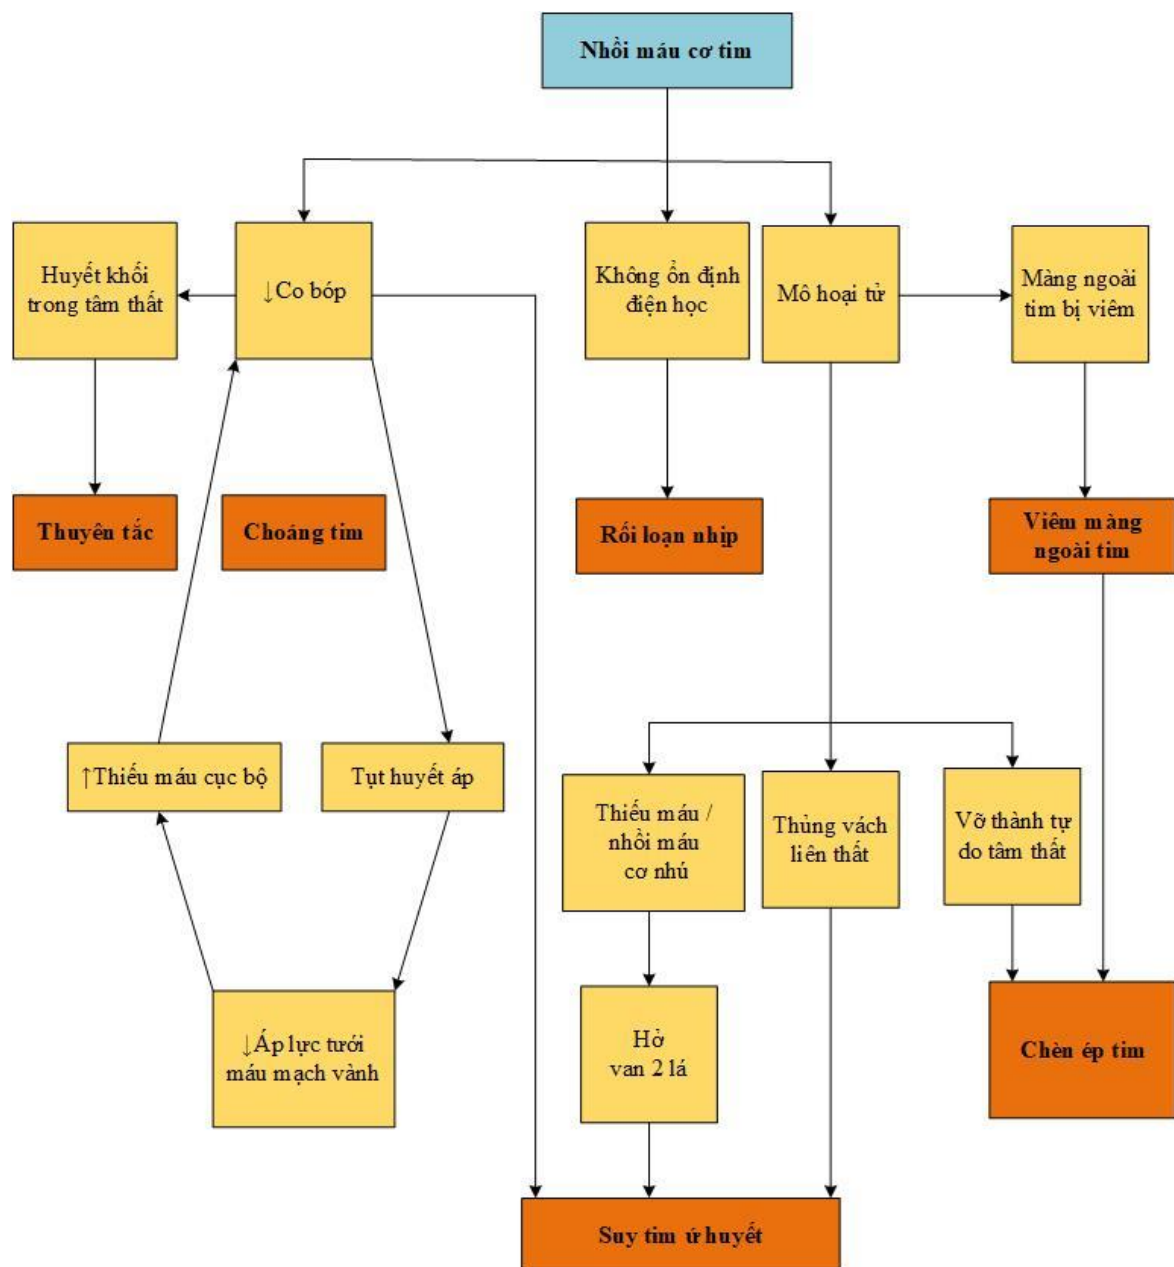 Nhồi máu cơ tim
Huyết khối
trong tâm thất
↓Co bóp
Không ổn định
điện học
Mô hoại tử
Màng ngoài
tim bị viêm
Thuyên tắc
Choáng tim
Rối loạn nhịp
Viêm màng
ngoài tim
↑Thiếu máu cục bộ
Tụt huyết áp
Thiếu máu /
nhồi máu
cơ nhú
Thủng vách
liên thất
Vỡ thành tự
do tâm thất
↓Áp lực tưới
máu mạch vành
Hở
van 2 lá
Chèn ép tim
Suy tim ứ huyết